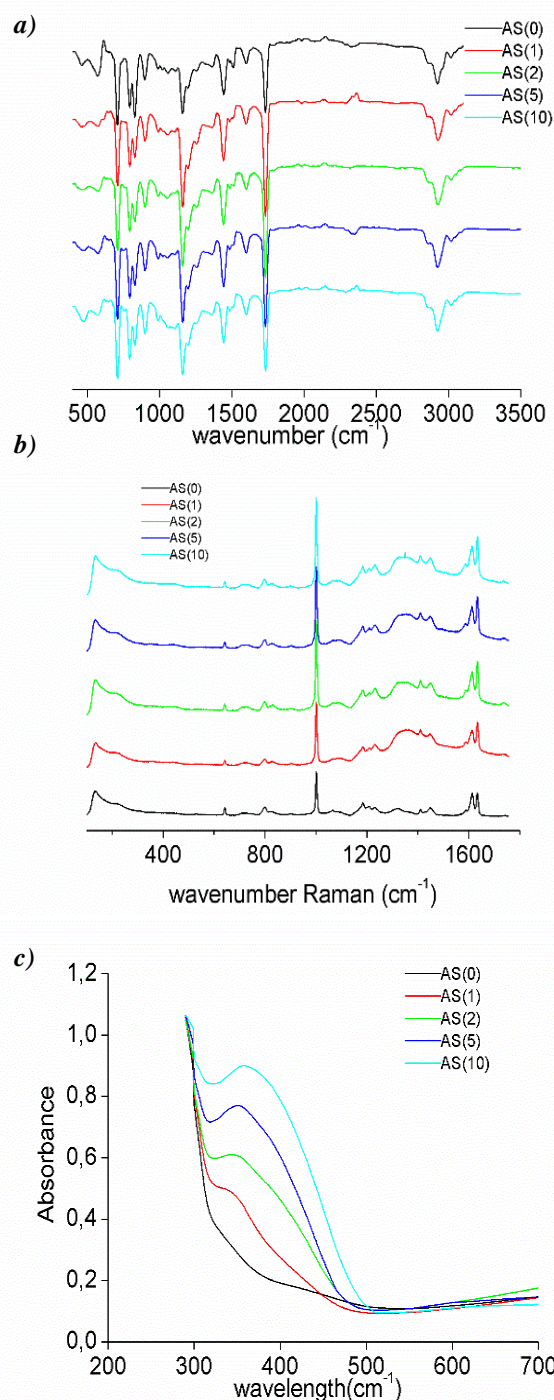 a)
AS(0)
AS(1)
AS(2)
AS(5)
AS(10)
500 1000 1500 2000 2500 3000 3500
wavenumber (cm⁻¹)
b)
AS(0)
AS(1)
AS(2)
AS(5)
AS(10)
400 800 1200 1600
wavenumber Raman (cm⁻¹)
c)
AS(0)
AS(1)
AS(2)
AS(5)
AS(10)
1,2
1,0
0,8
0,6
0,4
0,2
0,0
Absorbance
200 300 400 500 600 700
wavelength(cm⁻¹)